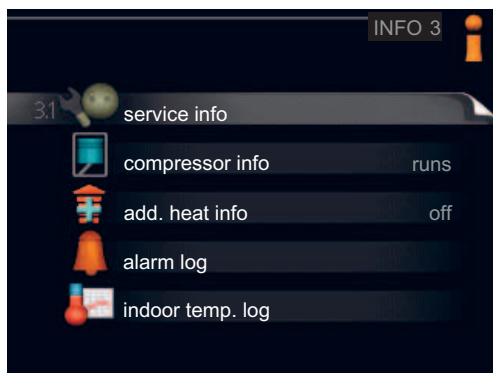 INFO 3
3.1 service info
compressor info runs
add. heat info off
alarm log
indoor temp. log